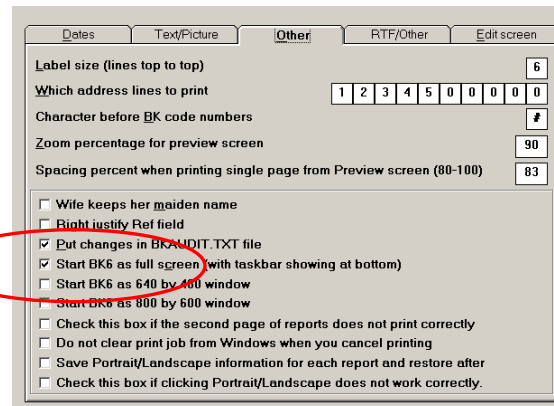 Dates Text/Picture Other RTF/Other Edit screen
Label size (lines top to top) 6
Which address lines to print 1 2 3 4 5 0 0 0 0 0
Character before BK code numbers #
Zoom percentage for preview screen 90
Spacing percent when printing single page from Preview screen (80-100) 83
Wife keeps her maiden name
Right justify Ref field
Put changes in BKAUDIT.TXT file
Start BK6 as full screen (with taskbar showing at bottom)
Start BK6 as 640 by 480 window
Start BK6 as 800 by 600 window
Check this box if the second page of reports does not print correctly
Do not clear print job from Windows when you cancel printing
Save Portrait/Landscape information for each report and restore after
Check this box if clicking Portrait/Landscape does not work correctly.